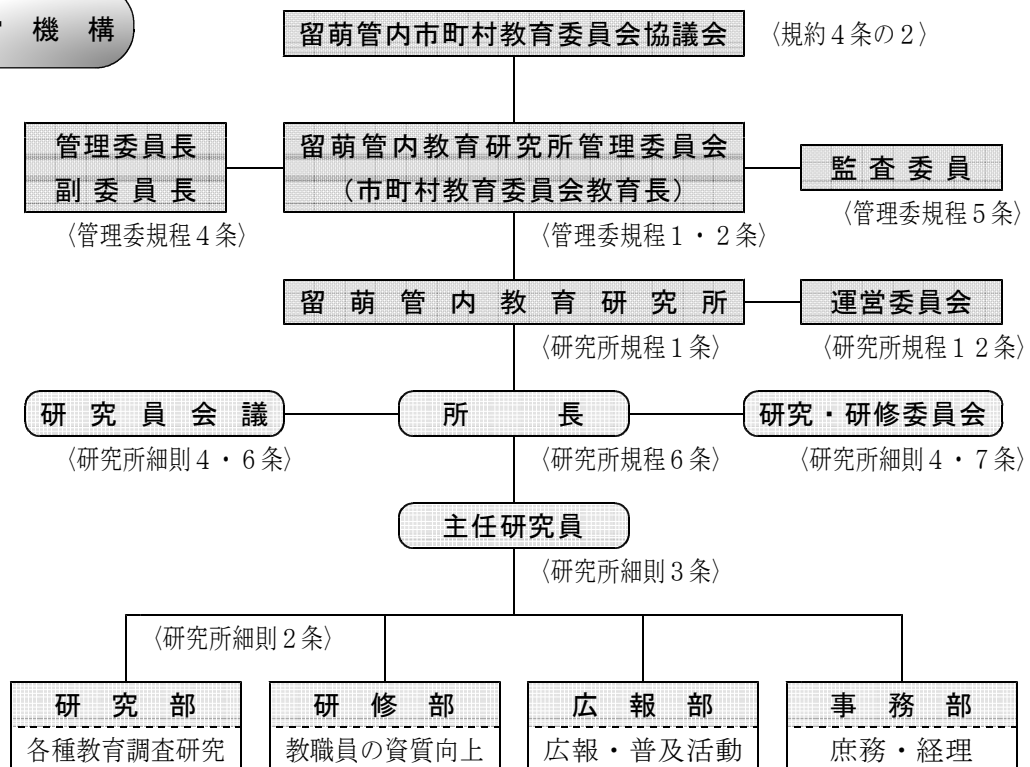 機 構
留萌管内市町村教育委員会協議会 〈規約４条の２〉
管理委員長
副 委 員 長
〈管理委規程４条〉
留萌管内教育研究所管理委員会
（市町村教育委員会教育長）
〈管理委規程１・２条〉
監 査 委 員
〈管理委規程５条〉
留 萌 管 内 教 育 研 究 所
〈研究所規程１条〉
運営委員会
〈研究所規程１２条〉
研 究 員 会 議
〈研究所細則４・６条〉
所 長
〈研究所規程６条〉
研究・研修委員会
〈研究所細則４・７条〉
主任研究員
〈研究所細則３条〉
〈研究所細則２条〉
研 究 部
各種教育調査研究
研 修 部
教職員の資質向上
広 報 部
広報・普及活動
事 務 部
庶務・経理